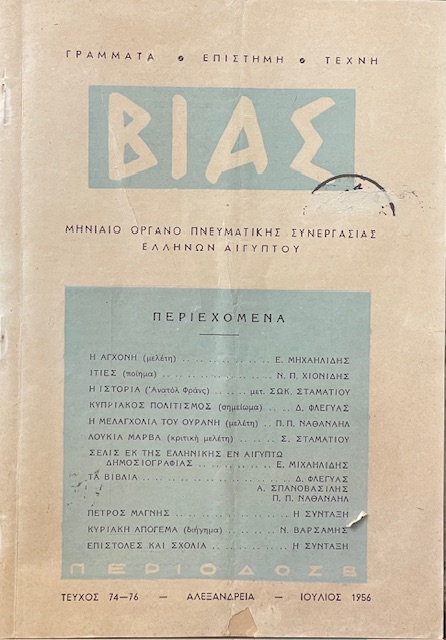 ΓΡΑΜΜΑΤΑ • ΕΠΙΣΤΗΜΗ • ΤΕΧΝΗ
ΒΙΑΣ
ΜΗΝΙΑΙΟ ΟΡΓΑΝΟ ΠΝΕΥΜΑΤΙΚΗΣ ΣΥΝΕΡΓΑΣΙΑΣ
ΕΛΛΗΝΩΝ ΑΙΓΥΠΤΟΥ
ΠΕΡΙΕΧΟΜΕΝΑ
Η ΑΓΧΟΝΗ (μελέτη) . . . . . . . . . . . Ε. ΜΗΧΑΗΛΙΔΗΣ
ΙΤΙΕΣ (ποίημα) . . . . . . . . . . . Ν. Π. ΧΙΟΝΙΔΗΣ
Η ΙΣΤΟΡΙΑ (Ἀνατὸλ Φράνς) . . . . . . μετ. ΣΩΚ. ΣΤΑΜΑΤΙΟΥ
ΚΥΠΡΙΑΚΟΣ ΠΟΛΙΤΙΣΜΟΣ (σημείωμα) . . . . Δ. ΦΛΕΓΥΑΣ
Η ΜΕΛΑΓΧΟΛΙΑ ΤΟΥ ΟΥΡΑΝΗ (μελέτη) . . Π. Π. ΝΑΘΑΝΑΗΛ
ΛΟΥΚΙΑ ΜΑΡΒΑ (κριτική μελέτη) . . . . . Σ. ΣΤΑΜΑΤΙΟΥ
ΣΕΛΙΣ ΕΚ ΤΗΣ ΕΛΛΗΝΙΚΗΣ ΕΝ ΑΙΓΥΠΤΩ
ΔΗΜΟΣΙΟΓΡΑΦΙΑΣ . . . . . . . . . Ε. ΜΙΧΑΗΛΙΔΗΣ
ΤΑ ΒΙΒΛΙΑ . . . . . . . . . . . . Δ. ΦΛΕΓΥΑΣ
Α. ΣΠΑΝΟΒΑΣΙΛΗΣ
Π. Π. ΝΑΘΑΝΑΗΛ
ΠΕΤΡΟΣ ΜΑΓΝΗΣ . . . . . . . . . . Η ΣΥΝΤΑΞΗ
ΚΥΡΙΑΚΗ ΑΠΟΓΕΜΑ (διήγημα) . . . . . . Ν. ΒΑΡΣΑΜΗΣ
ΕΠΙΣΤΟΛΕΣ ΚΑΙ ΣΧΟΛΙΑ . . . . . . . . Η ΣΥΝΤΑΞΗ
ΠΕΡΙΟΔΟΣ Β
ΤΕΥΧΟΣ 74—76 — ΑΛΕΞΑΝΔΡΕΙΑ — ΙΟΥΛΙΟΣ 1956